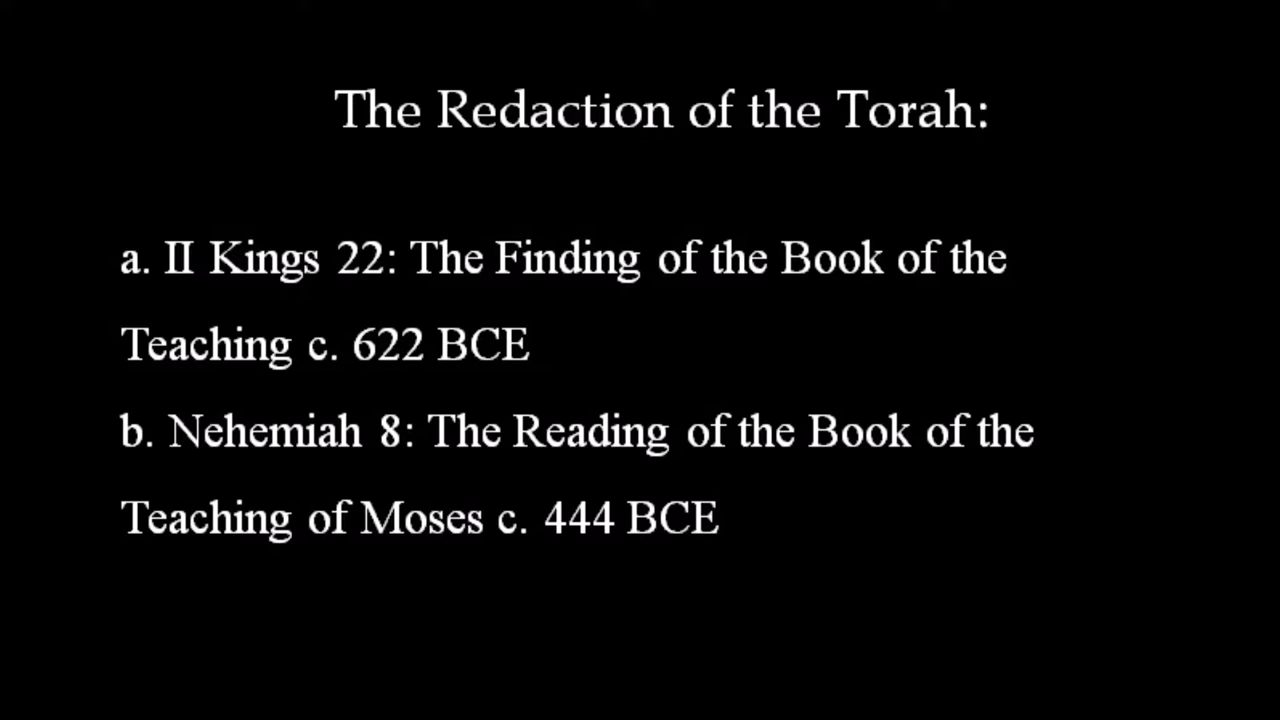 The Redaction of the Torah:
a. II Kings 22: The Finding of the Book of the
Teaching c. 622 BCE
b. Nehemiah 8: The Reading of the Book of the
Teaching of Moses c. 444 BCE